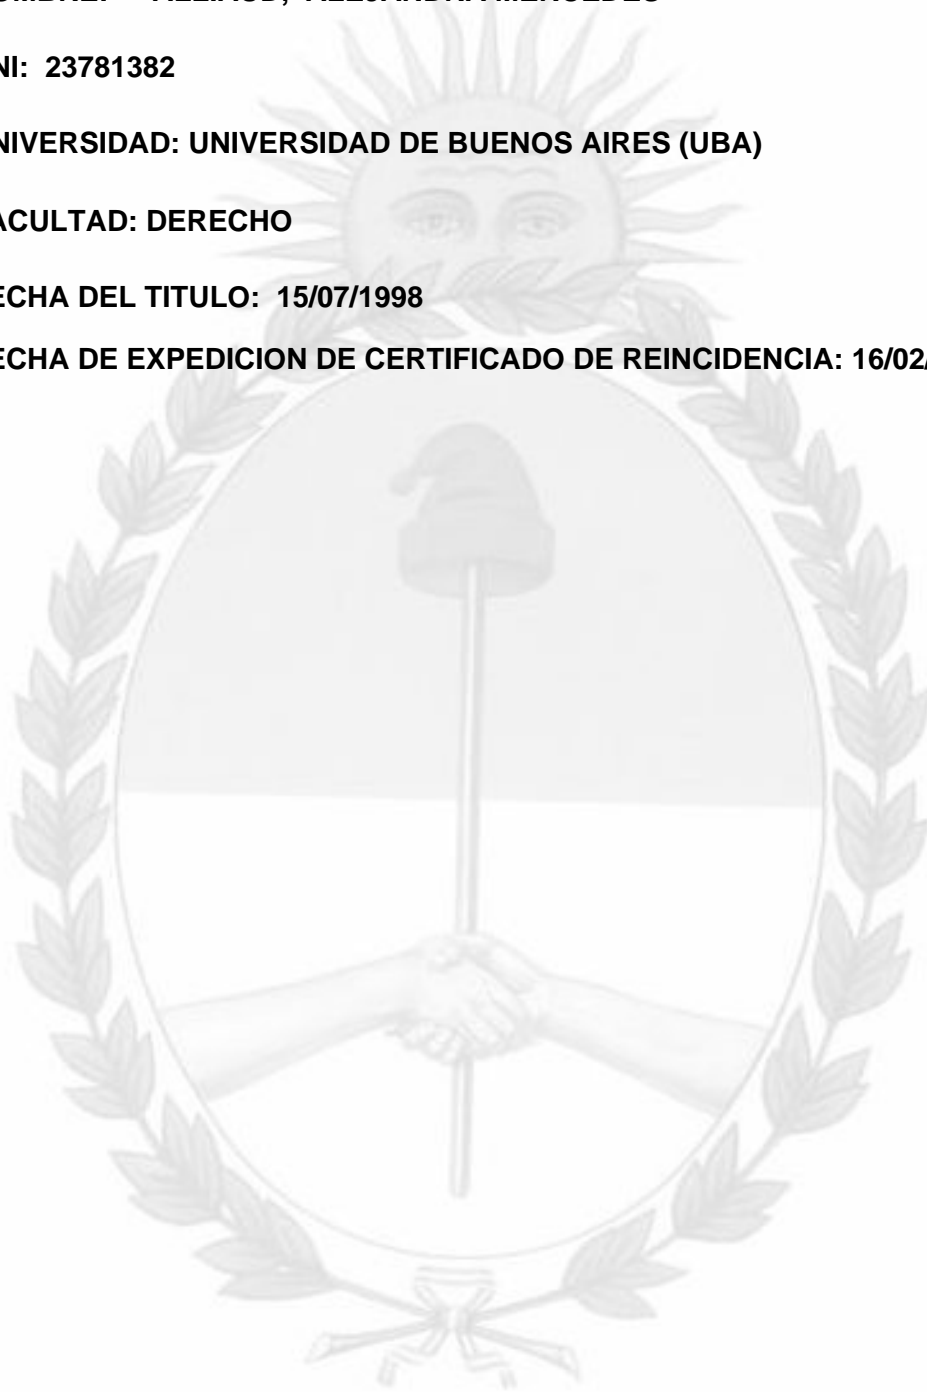 NI: 23781382
NIVERSIDAD: UNIVERSIDAD DE BUENOS AIRES (UBA)
ACULTAD: DERECHO
ECHA DEL TITULO: 15/07/1998
ECHA DE EXPEDICION DE CERTIFICADO DE REINCIDENCIA: 16/02/